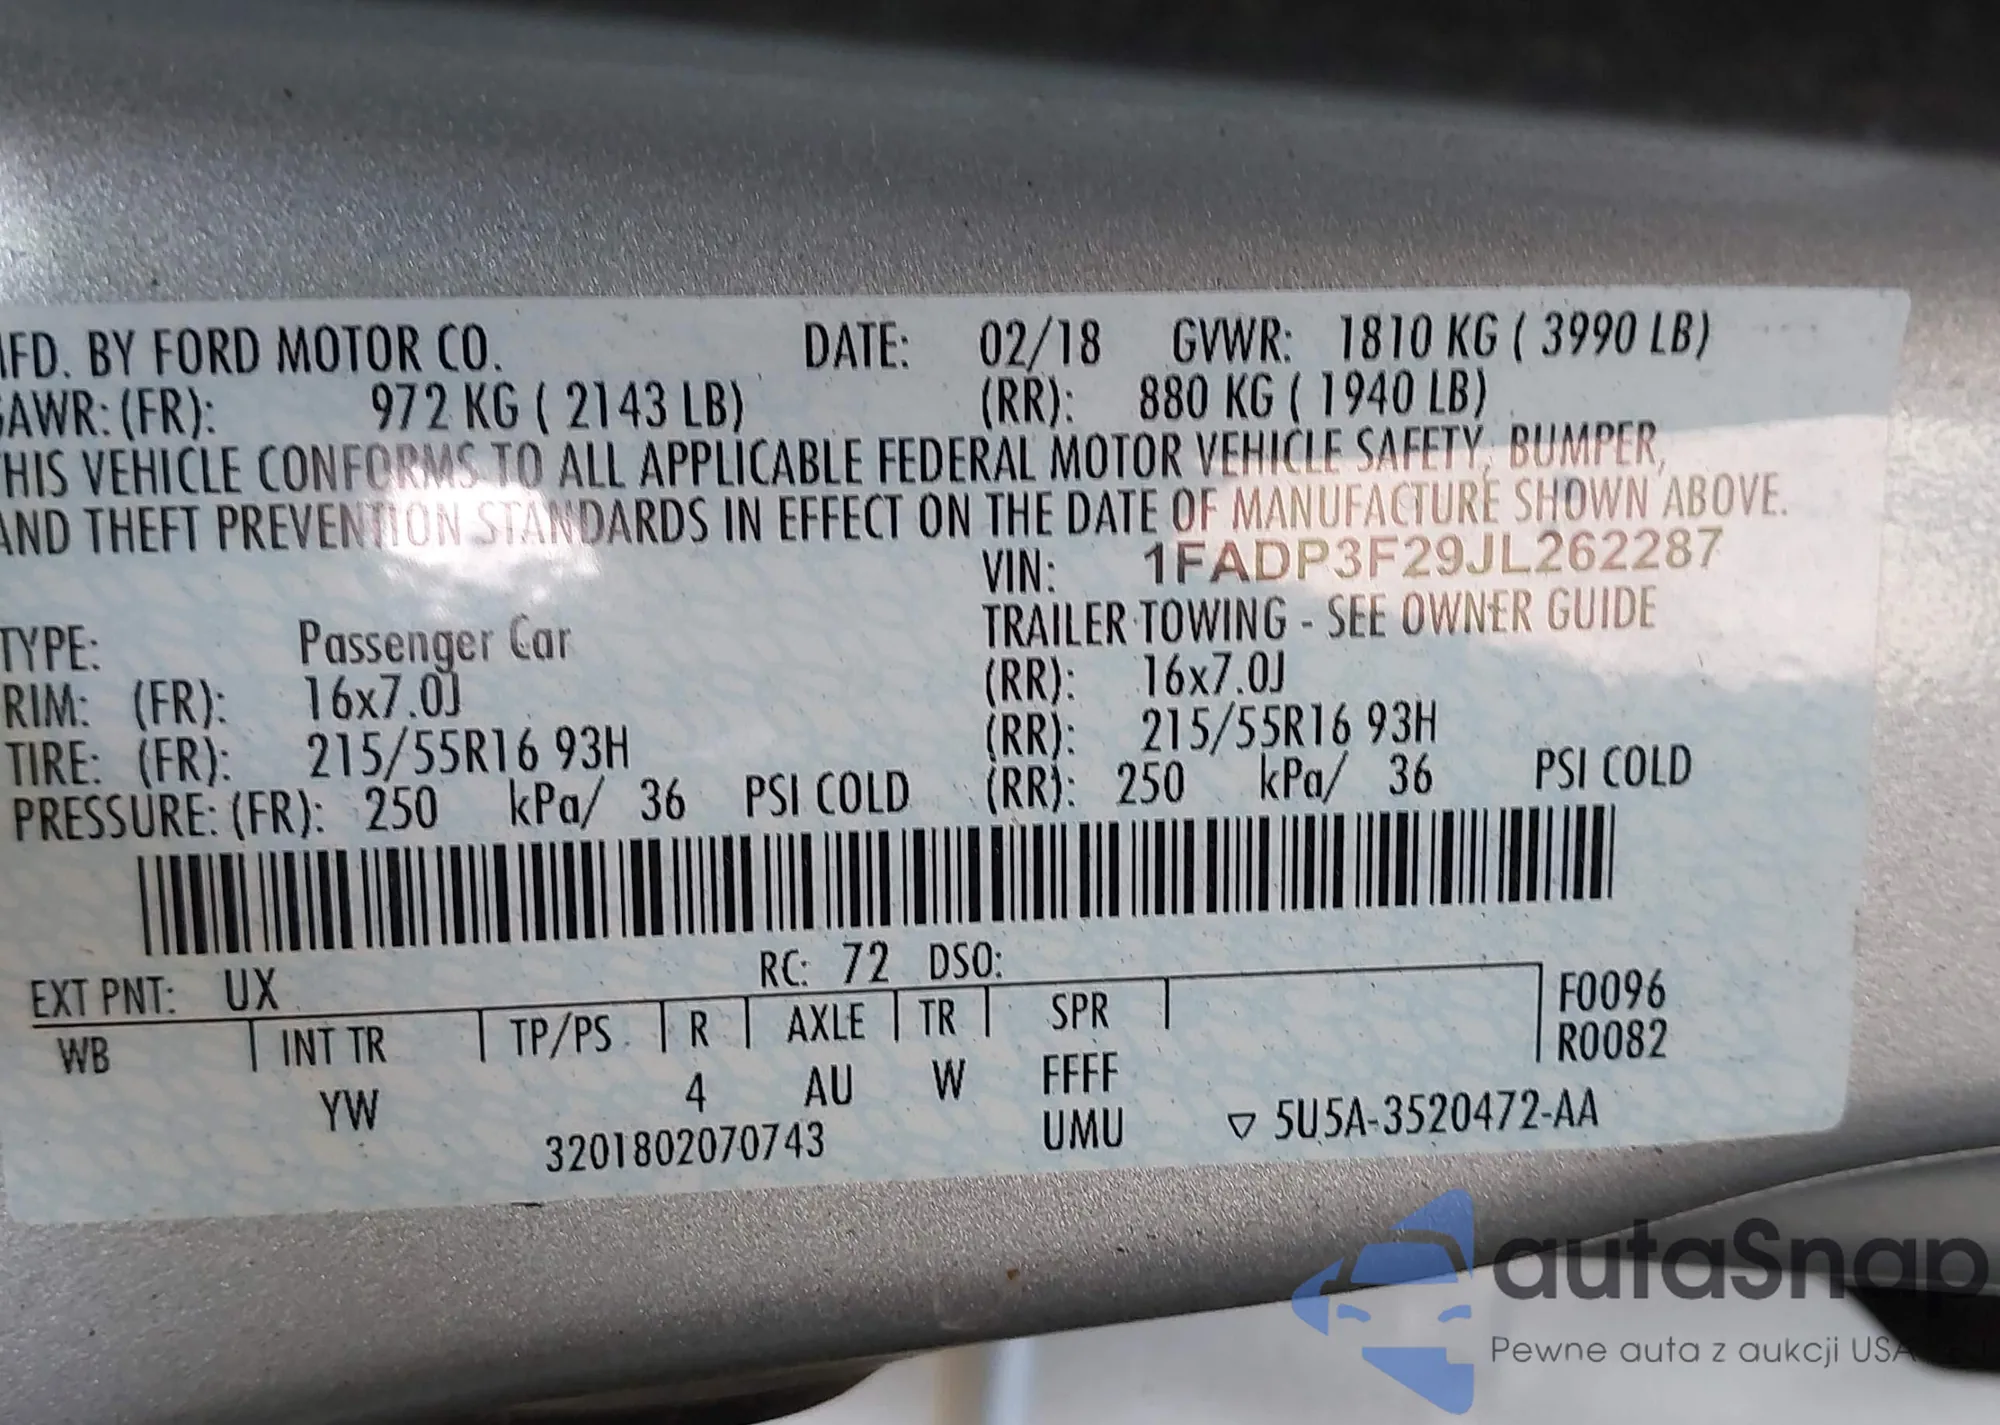 MFD. BY FORD MOTOR CO. DATE: 02/18 GVWR: 1810 KG ( 3990 LB)
GAWR: (FR): 972 KG ( 2143 LB) (RR): 880 KG ( 1940 LB)
THIS VEHICLE CONFORMS TO ALL APPLICABLE FEDERAL MOTOR VEHICLE SAFETY, BUMPER,
AND THEFT PREVENTION STANDARDS IN EFFECT ON THE DATE OF MANUFACTURE SHOWN ABOVE.
VIN: 1FADP3F29JL262287
TRAILER TOWING - SEE OWNER GUIDE
TYPE: Passenger Car
RIM: (FR): 16x7.0J (RR): 16x7.0J
TIRE: (FR): 215/55R16 93H (RR): 215/55R16 93H
PRESSURE: (FR): 250 kPa/ 36 PSI COLD (RR): 250 kPa/ 36 PSI COLD
RC: 72 DSO:
EXT PNT: UX
WB INT TR TP/PS R AXLE TR SPR F0096
R0082
YW 4 AU W FFFF
3201802070743 UMU ▽ 5U5A-3520472-AA
autaSnap
Pewne auta z aukcji USA